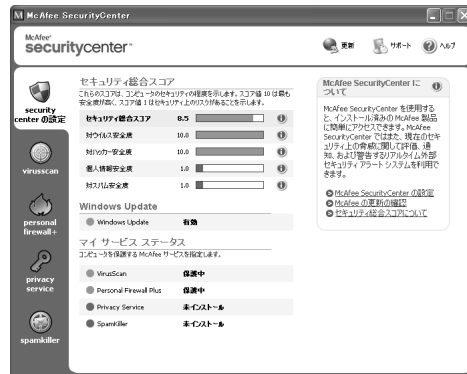 McAfee SecurityCenter
McAfee®
securitycenter™
更新
サポート
ヘルプ
security
center の設定
virusscan
personal
firewall+
privacy
service
spamkiller
セキュリティ総合スコア
これらのスコアは、コンピュータのセキュリティの程度を示します。スコア値 10 は最も
安全度が高く、スコア値 1 はセキュリティ上のリスクがあることを示します。
セキュリティ総合スコア 8.5
対ウイルス安全度 10.0
対ハッカー安全度 10.0
個人情報安全度 1.0
対スパム安全度 1.0
Windows Update
Windows Update 有効
マイ サービス ステータス
コンピュータを保護する McAfee サービスを指定します。
VirusScan 保護中
Personal Firewall Plus 保護中
Privacy Service 未インストール
SpamKiller 未インストール
McAfee SecurityCenter に
ついて
McAfee SecurityCenter を使用する
と、インストール済みの McAfee 製品
に簡単にアクセスできます。McAfee
SecurityCenter ではまた、現在のセキ
ュリティ上の脅威に関して評価、通
知、および警告するリアルタイム外部
セキュリティ アラート システムを利用で
きます。
McAfee SecurityCenter の設定
McAfee の更新の確認
セキュリティ総合スコアについて